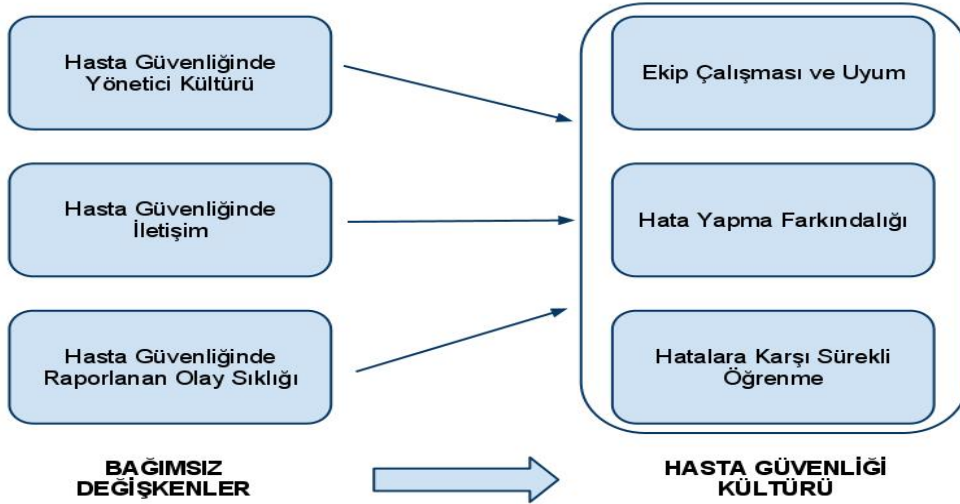 Hasta Güvenliğinde
Yönetici Kültürü
Hasta Güvenliğinde
İletişim
Hasta Güvenliğinde
Raporlanan Olay Sıklığı
BAĞIMSIZ
DEĞİŞKENLER
Ekip Çalışması ve Uyum
Hata Yapma Farkındalığı
Hatalara Karşı Sürekli
Öğrenme
HASTA GÜVENLİĞİ
KÜLTÜRÜ